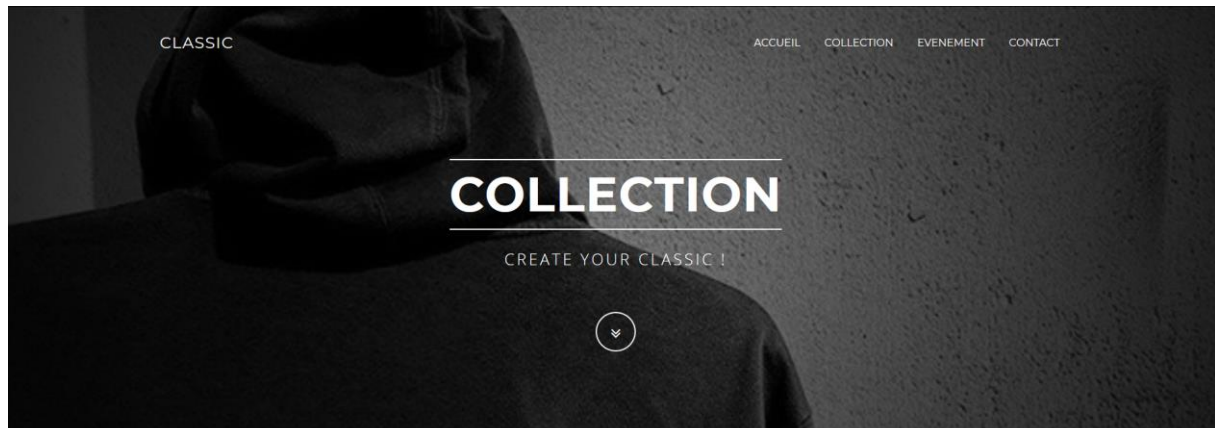 CLASSIC
ACCUEIL COLLECTION EVENEMENT CONTACT
COLLECTION
CREATE YOUR CLASSIC !